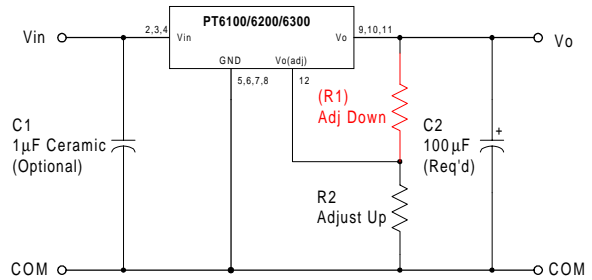 PT6100/6200/6300
Vin
2,3,4
Vin
Vo
9,10,11
Vo
GND
Vo(adj)
5,6,7,8
12
(R1)
Adj Down
C1
1µF Ceramic
(Optional)
C2
100µF
(Req'd)
+
R2
Adjust Up
COM
COM